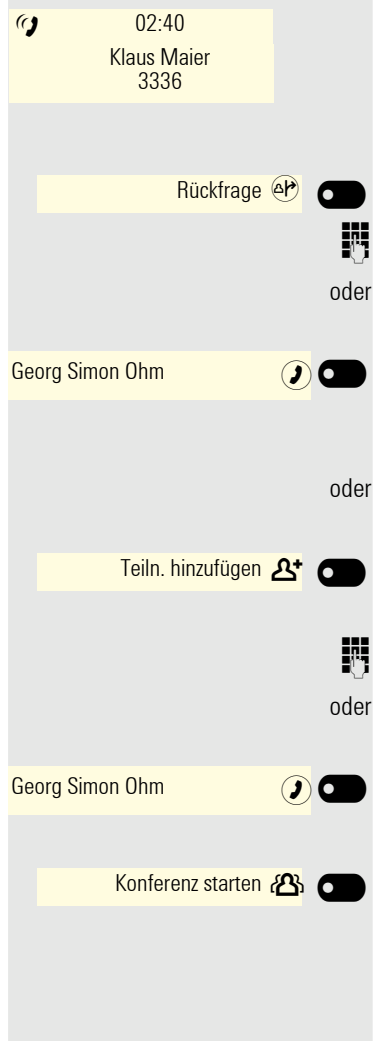 02:40
Klaus Maier
3336
Rückfrage
oder
Georg Simon Ohm
oder
Teiln. hinzufügen
oder
Georg Simon Ohm
Konferenz starten